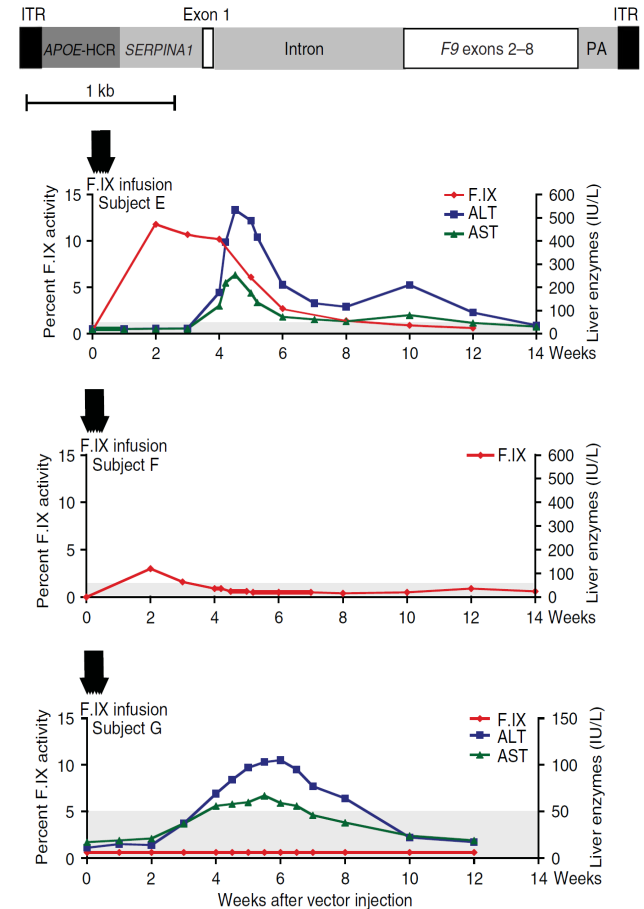 ITR Exon 1 ITR
APOE-HCR SERPINA1 Intron F9 exons 2–8 PA
1 kb
F.IX infusion
Subject E
Percent F.IX activity
15
10
5
0
F.IX
ALT
AST
600
500
400
300
200
100
0
Liver enzymes (IU/L)
0 2 4 6 8 10 12 14 Weeks
F.IX infusion
Subject F
Percent F.IX activity
15
10
5
0
F.IX
600
500
400
300
200
100
0
Liver enzymes (IU/L)
0 2 4 6 8 10 12 14 Weeks
F.IX infusion
Subject G
Percent F.IX activity
15
10
5
0
F.IX
ALT
AST
150
100
50
0
Liver enzymes (IU/L)
0 2 4 6 8 10 12 14 Weeks
Weeks after vector injection